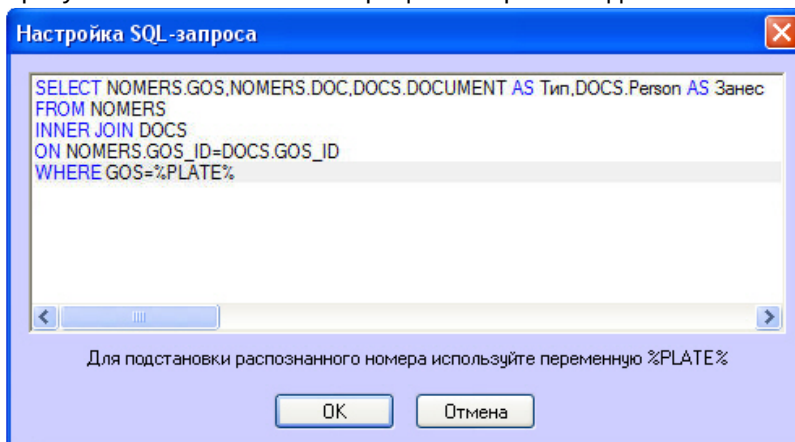 Настройка SQL-запроса
SELECT NOMERS.GOS,NOMERS.DOC,DOCS.DOCUMENT AS Тип,DOCS.Person AS Занес
FROM NOMERS
INNER JOIN DOCS
ON NOMERS.GOS_ID=DOCS.GOS_ID
WHERE GOS=%PLATE%
Для подстановки распознанного номера используйте переменную %PLATE%
OK
Отмена